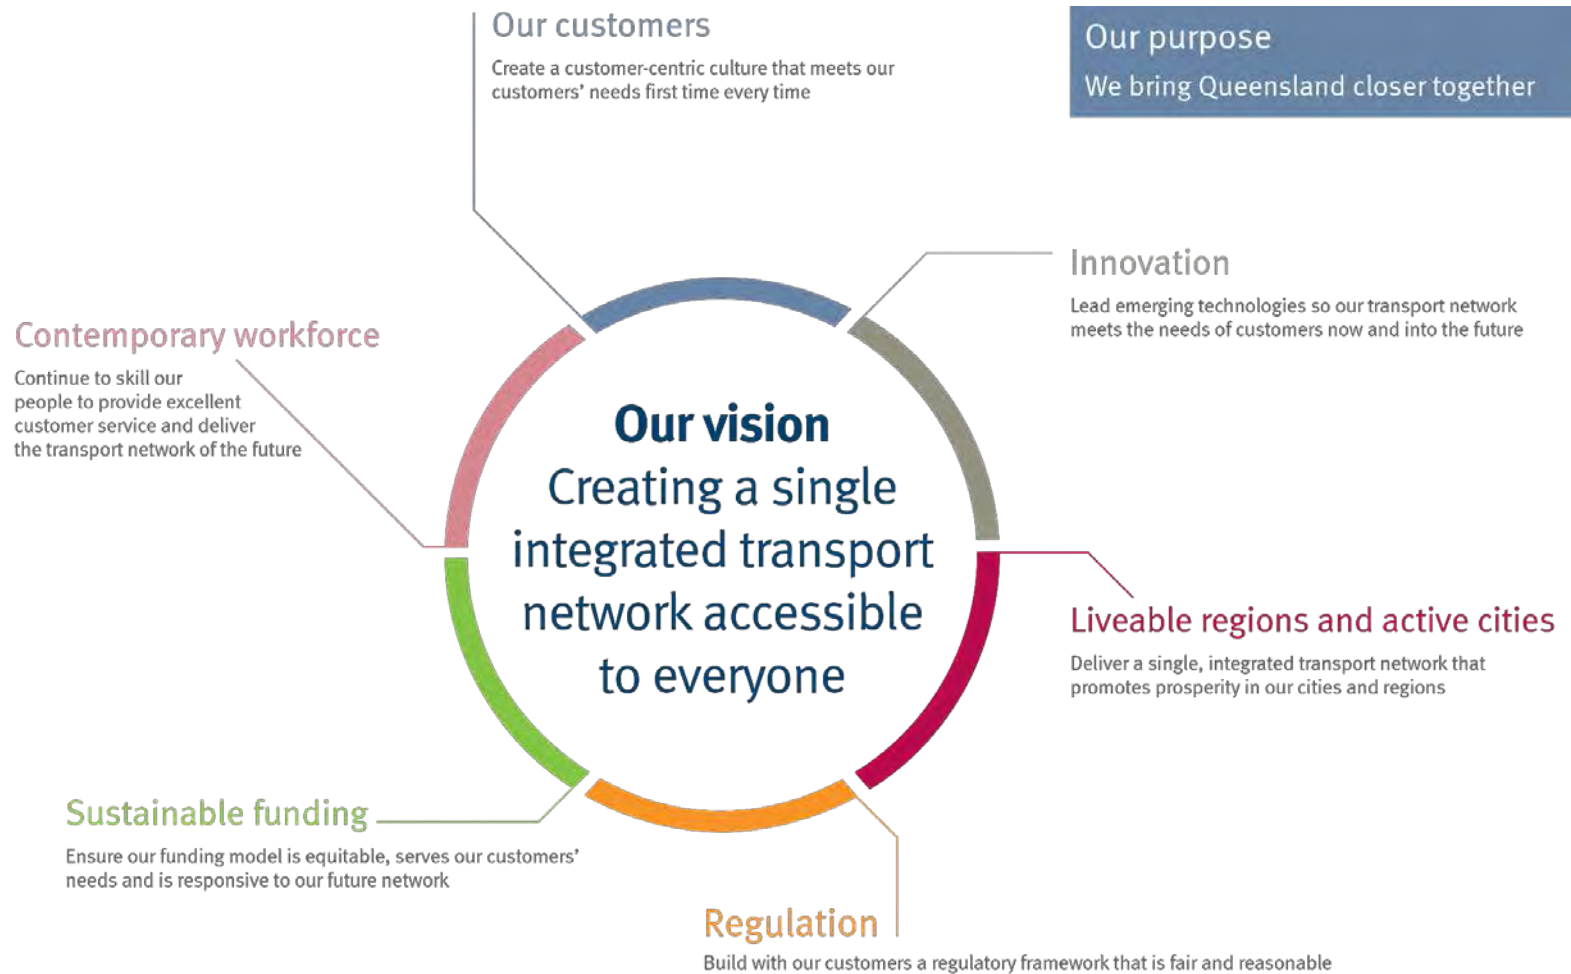 Our customers
Create a customer-centric culture that meets our
customers' needs first time every time
Our purpose
We bring Queensland closer together
Innovation
Lead emerging technologies so our transport network
meets the needs of customers now and into the future
Contemporary workforce
Continue to skill our
people to provide excellent
customer service and deliver
the transport network of the future
Our vision
Creating a single
integrated transport
network accessible
to everyone
Liveable regions and active cities
Deliver a single, integrated transport network that
promotes prosperity in our cities and regions
Sustainable funding
Ensure our funding model is equitable, serves our customers'
needs and is responsive to our future network
Regulation
Build with our customers a regulatory framework that is fair and reasonable